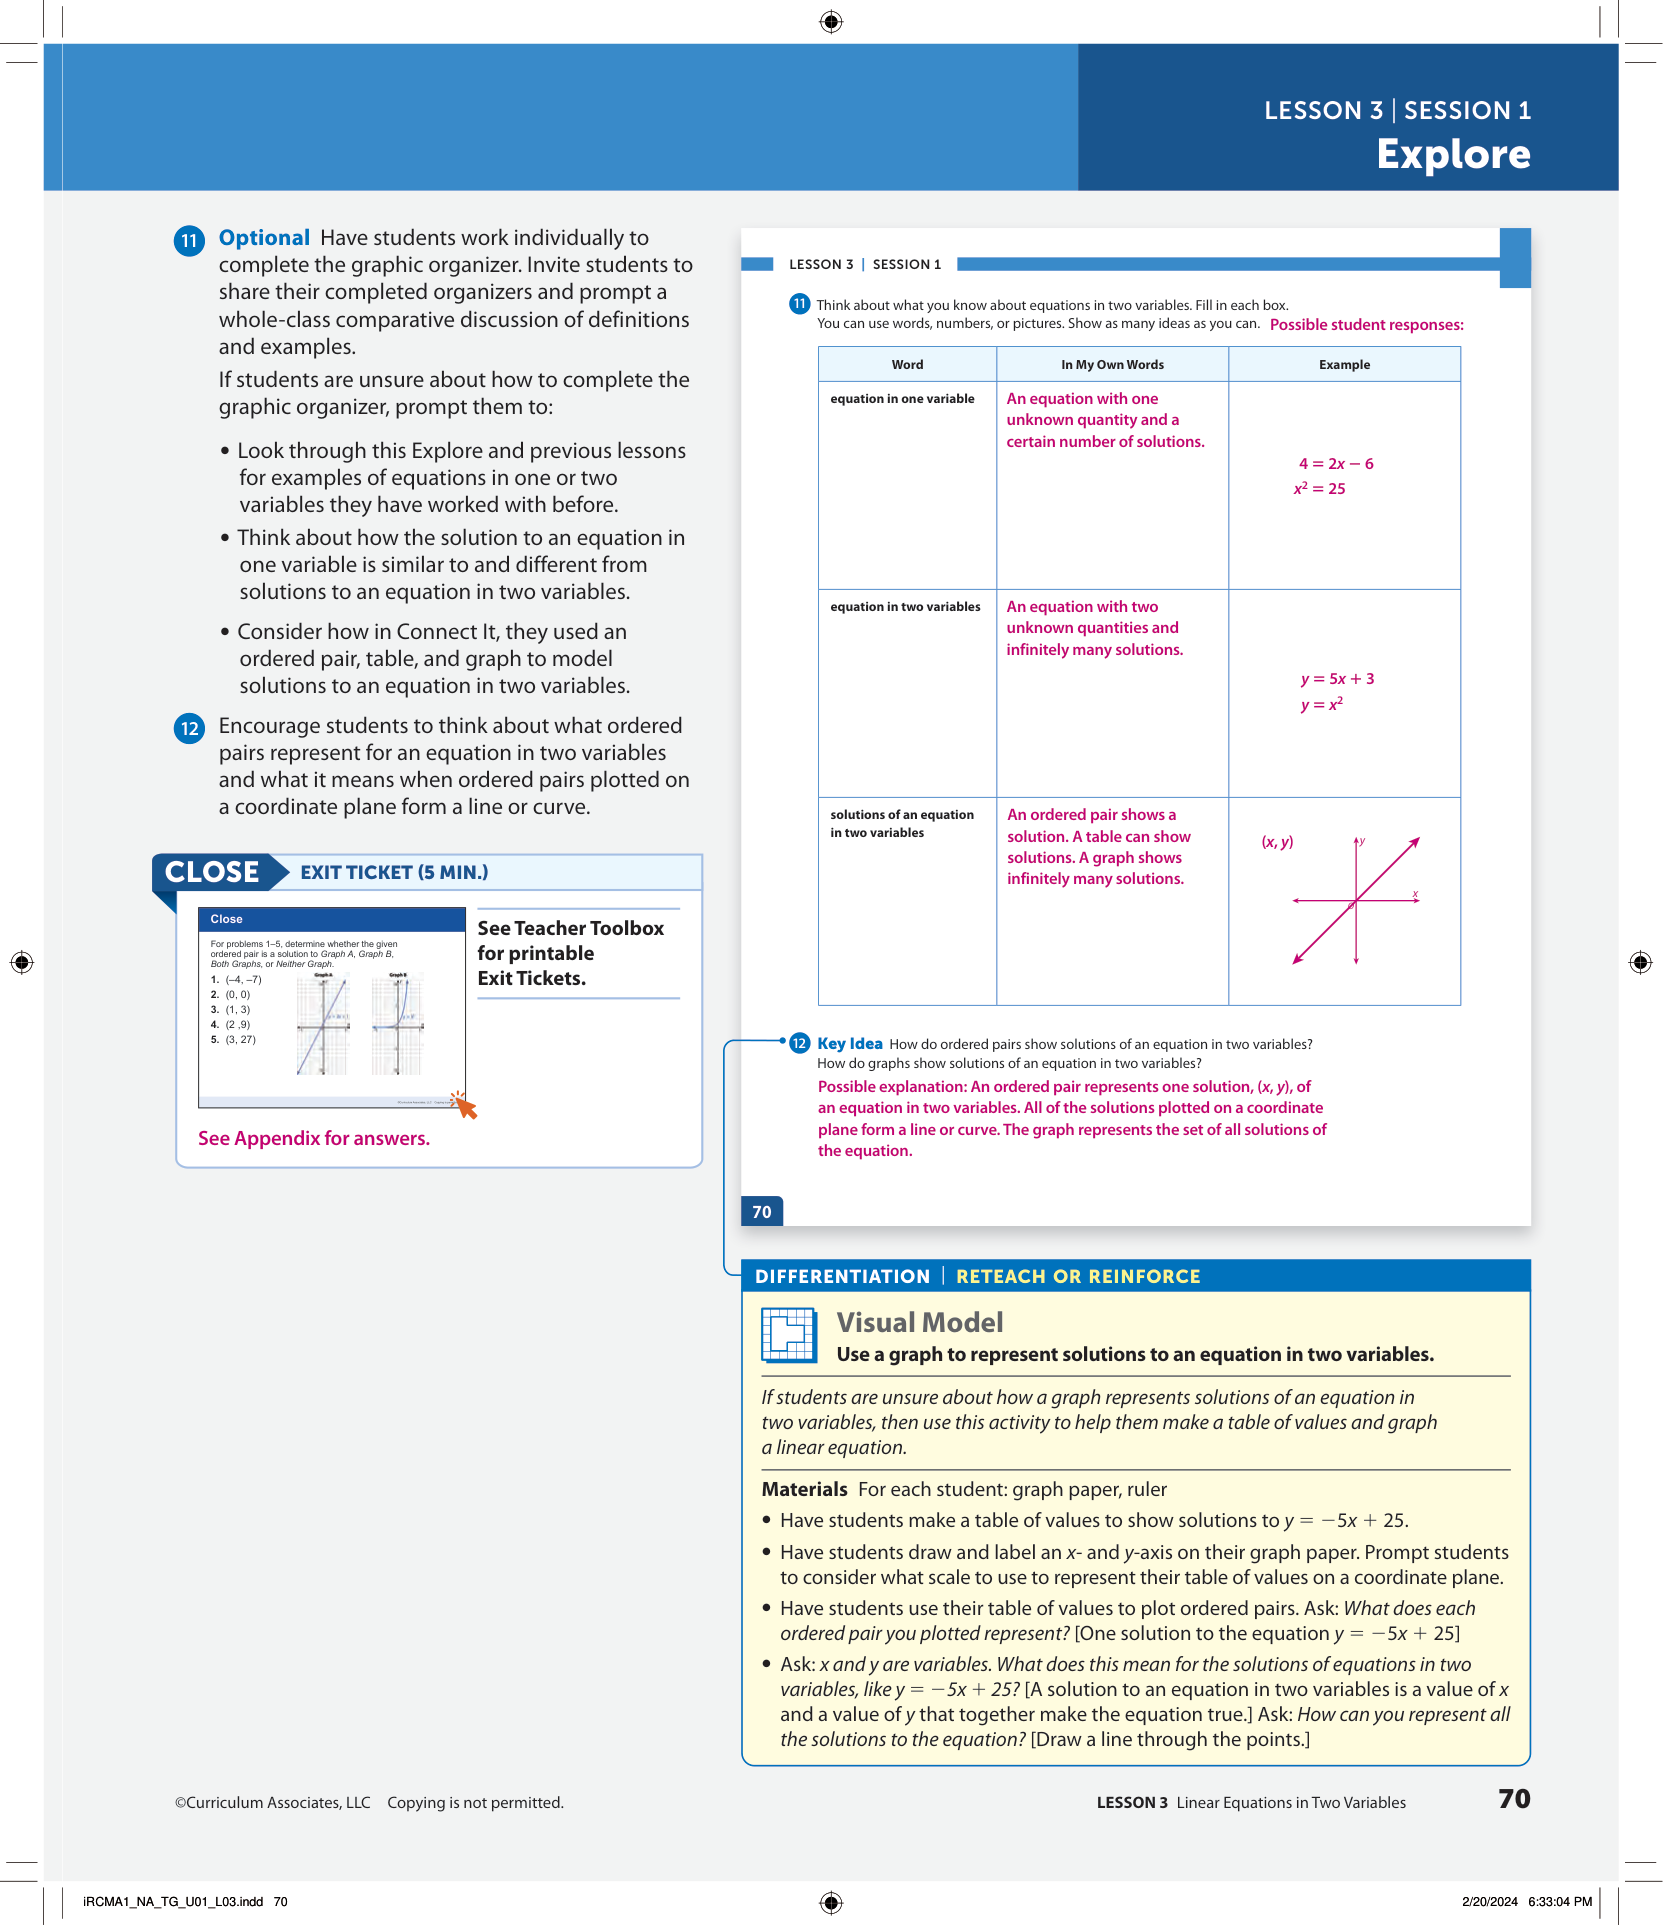 LESSON 3 | SESSION 1
Explore
11 Optional Have students work individually to
complete the graphic organizer. Invite students to
share their completed organizers and prompt a
whole-class comparative discussion of definitions
and examples.
If students are unsure about how to complete the
graphic organizer, prompt them to:
• Look through this Explore and previous lessons
for examples of equations in one or two
variables they have worked with before.
• Think about how the solution to an equation in
one variable is similar to and different from
solutions to an equation in two variables.
• Consider how in Connect It, they used an
ordered pair, table, and graph to model
solutions to an equation in two variables.
12 Encourage students to think about what ordered
pairs represent for an equation in two variables
and what it means when ordered pairs plotted on
a coordinate plane form a line or curve.
CLOSE EXIT TICKET (5 MIN.)
Close
For problems 1–5, determine whether the given
ordered pair is a solution to Graph A, Graph B,
Both Graphs, or Neither Graph.
1. (–4, –7)
2. (0, 0)
3. (1, 3)
4. (2 ,9)
5. (3, 27)
Graph A
Graph B
See Teacher Toolbox
for printable
Exit Tickets.
See Appendix for answers.
LESSON 3 | SESSION 1
11 Think about what you know about equations in two variables. Fill in each box.
You can use words, numbers, or pictures. Show as many ideas as you can. Possible student responses:
Word In My Own Words Example
equation in one variable
An equation with one
unknown quantity and a
certain number of solutions.
4 = 2x − 6
x² = 25
equation in two variables
An equation with two
unknown quantities and
infinitely many solutions.
y = 5x + 3
y = x²
solutions of an equation
in two variables
An ordered pair shows a
solution. A table can show
solutions. A graph shows
infinitely many solutions.
(x, y)
y
x
O
12 Key Idea How do ordered pairs show solutions of an equation in two variables?
How do graphs show solutions of an equation in two variables?
Possible explanation: An ordered pair represents one solution, (x, y), of
an equation in two variables. All of the solutions plotted on a coordinate
plane form a line or curve. The graph represents the set of all solutions of
the equation.
70
DIFFERENTIATION | RETEACH OR REINFORCE
Visual Model
Use a graph to represent solutions to an equation in two variables.
If students are unsure about how a graph represents solutions of an equation in
two variables, then use this activity to help them make a table of values and graph
a linear equation.
Materials For each student: graph paper, ruler
• Have students make a table of values to show solutions to y = −5x + 25.
• Have students draw and label an x- and y-axis on their graph paper. Prompt students
to consider what scale to use to represent their table of values on a coordinate plane.
• Have students use their table of values to plot ordered pairs. Ask: What does each
ordered pair you plotted represent? [One solution to the equation y = −5x + 25]
• Ask: x and y are variables. What does this mean for the solutions of equations in two
variables, like y = −5x + 25? [A solution to an equation in two variables is a value of x
and a value of y that together make the equation true.] Ask: How can you represent all
the solutions to the equation? [Draw a line through the points.]
©Curriculum Associates, LLC Copying is not permitted.
LESSON 3 Linear Equations in Two Variables 70
iRCMA1_NA_TG_U01_L03.indd 70
2/20/2024 6:33:04 PM